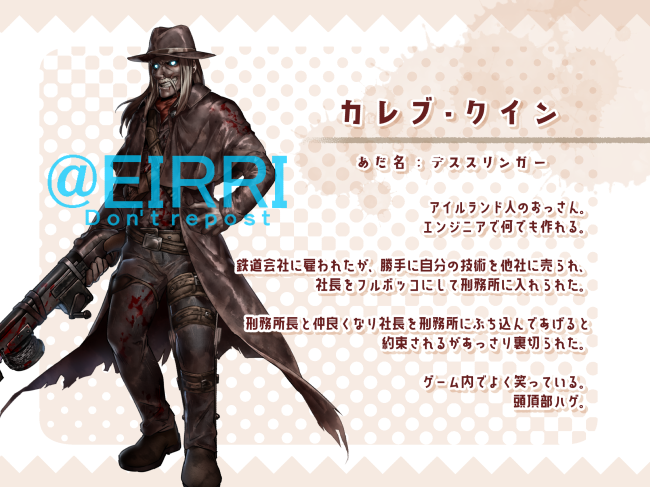 カレブ・クイン
@EIRRI
Don't repost
あだ名：デススリンガー
アイルランド人のおっさん。
エンジニアで何でも作れる。
鉄道会社に雇われたが、勝手に自分の技術を他社に売られ、
社長をフルボッコにして刑務所に入れられた。
刑務所長と仲良くなり社長を刑務所にぶち込んであげると
約束されるがあっさり裏切られた。
ゲーム内でよく笑っている。
頭頂部ハゲ。